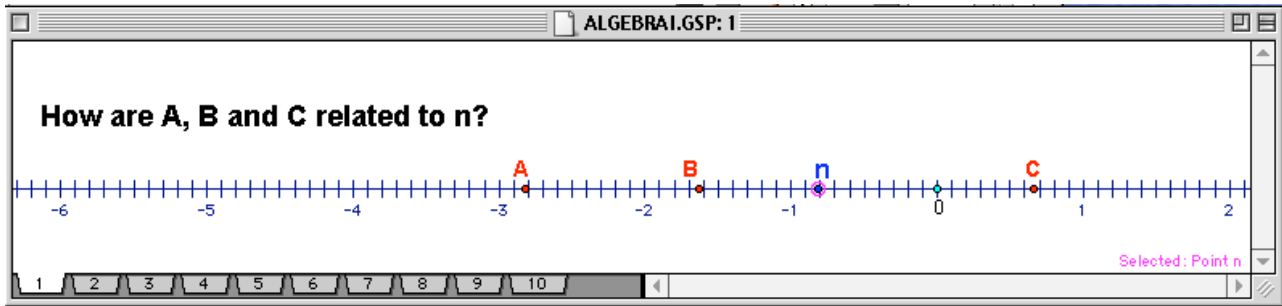 ALGEBRAI.GSP: 1
How are A, B and C related to n?
A B n C
-6 -5 -4 -3 -2 -1 0 1 2
Selected: Point n
1 2 3 4 5 6 7 8 9 10